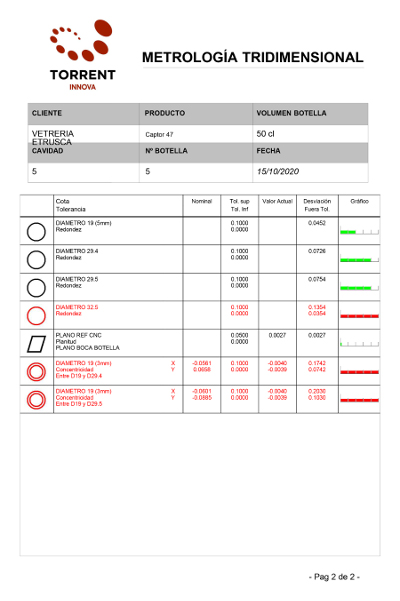 TORRENT
INNOVA
METROLOGÍA TRIDIMENSIONAL
CLIENTE PRODUCTO VOLUMEN BOTELLA
VETRERIA ETRUSCA Captor 47 50 cl
CAVIDAD Nº BOTELLA FECHA
5 5 15/10/2020
Cota Nominal Tol. sup Valor Actual Desviación Gráfico
Tolerancia Tol. Inf Fuera Tol.
DIAMETRO 19 (5mm) 0.1000 0.0452
Redondez 0.0000
DIAMETRO 29.4 0.1000 0.0726
Redondez 0.0000
DIAMETRO 29.5 0.1000 0.0754
Redondez 0.0000
DIAMETRO 32.5 0.1000 0.1354
Redondez 0.0000 0.0354
PLANO REF CNC 0.0500 0.0027 0.0027
Planitud 0.0000
PLANO BOCA BOTELLA
DIAMETRO 19 (3mm) X -0.0561 0.1000 -0.0040 0.1742
Concentricidad Y 0.0658 0.0000 -0.0039 0.0742
Entre D19 y D29.4
DIAMETRO 19 (3mm) X -0.0601 0.1000 -0.0040 0.2030
Concentricidad Y -0.0885 0.0000 -0.0039 0.1030
Entre D19 y D29.5
- Pag 2 de 2 -